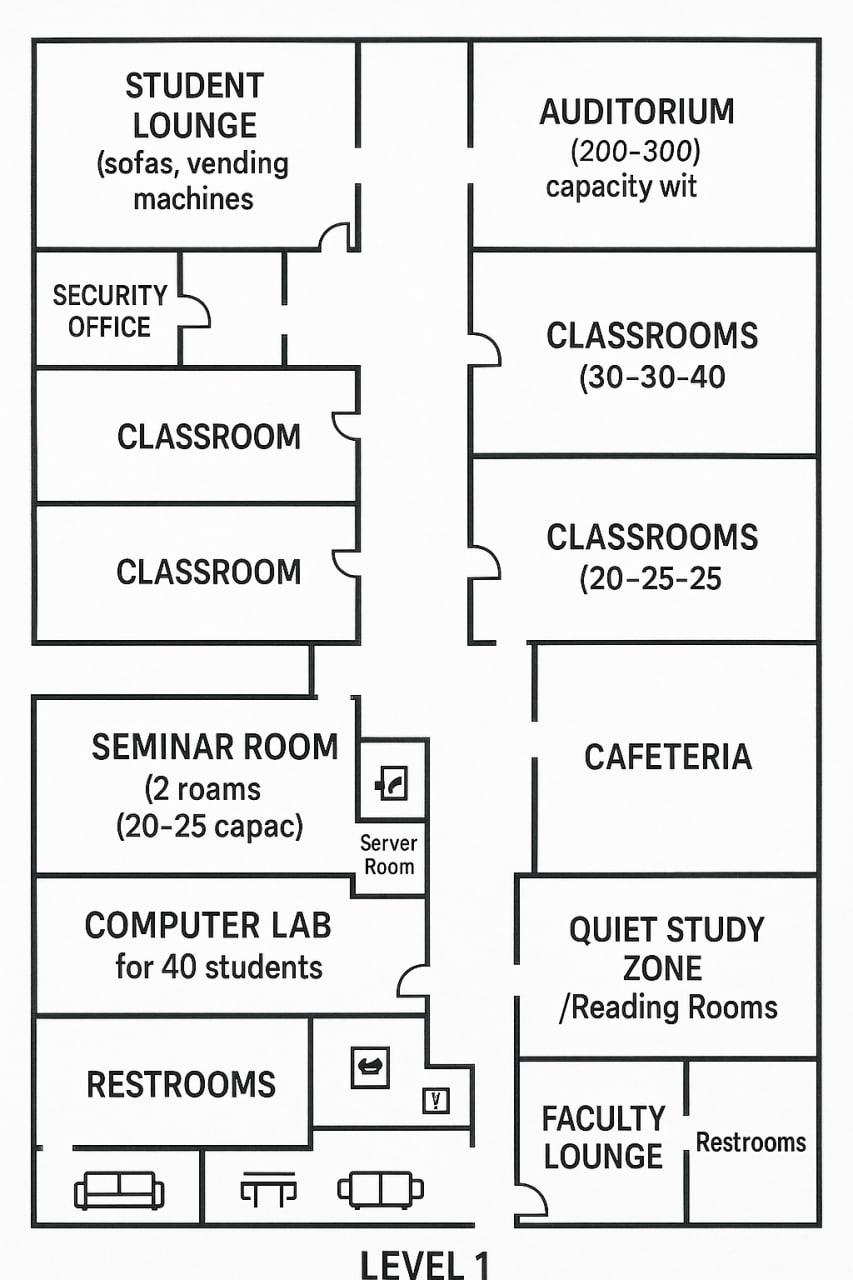 STUDENT
LOUNGE
(sofas, vending
machines
AUDITORIUM
(200-300)
capacity wit
SECURITY
OFFICE
CLASSROOMS
(30-30-40
CLASSROOM
CLASSROOMS
(20-25-25
CLASSROOM
SEMINAR ROOM
(2 roams
(20-25 capac)
CAFETERIA
Server
Room
COMPUTER LAB
for 40 students
QUIET STUDY
ZONE
/Reading Rooms
RESTROOMS
FACULTY
LOUNGE
Restrooms
LEVEL 1